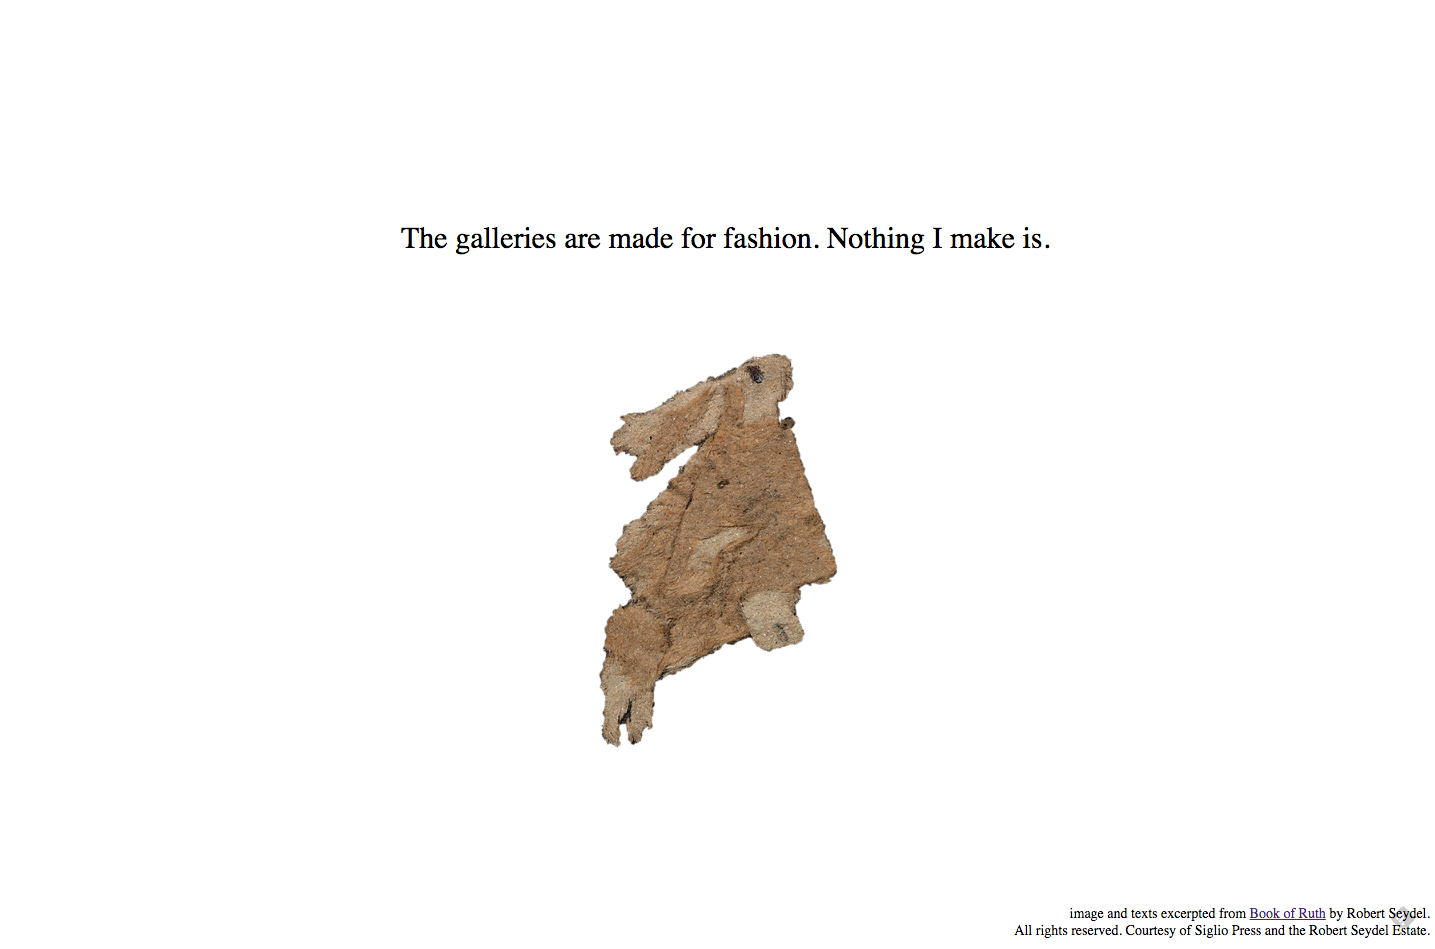 The galleries are made for fashion. Nothing I make is.
image and texts excerpted from Book of Ruth by Robert Seydel.
All rights reserved. Courtesy of Siglio Press and the Robert Seydel Estate.